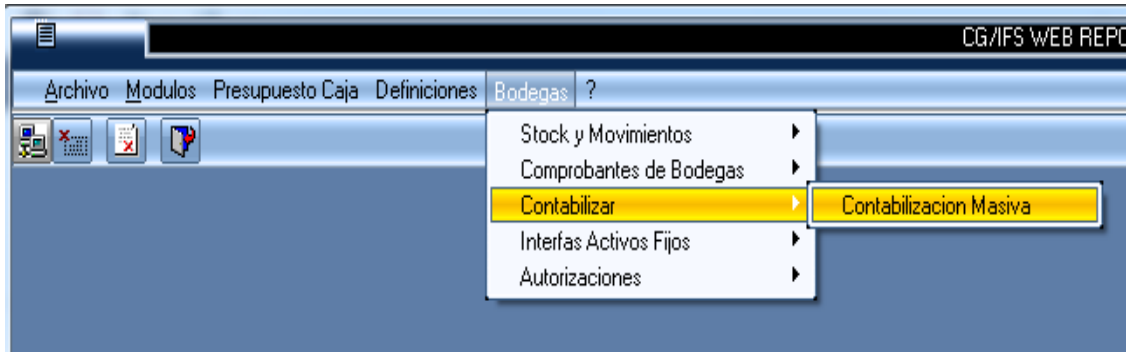 CG/IFS WEB REPO
Archivo Modulos Presupuesto Caja Definiciones Bodegas ?
Stock y Movimientos
Comprobantes de Bodegas
Contabilizar Contabilizacion Masiva
Interfas Activos Fijos
Autorizaciones